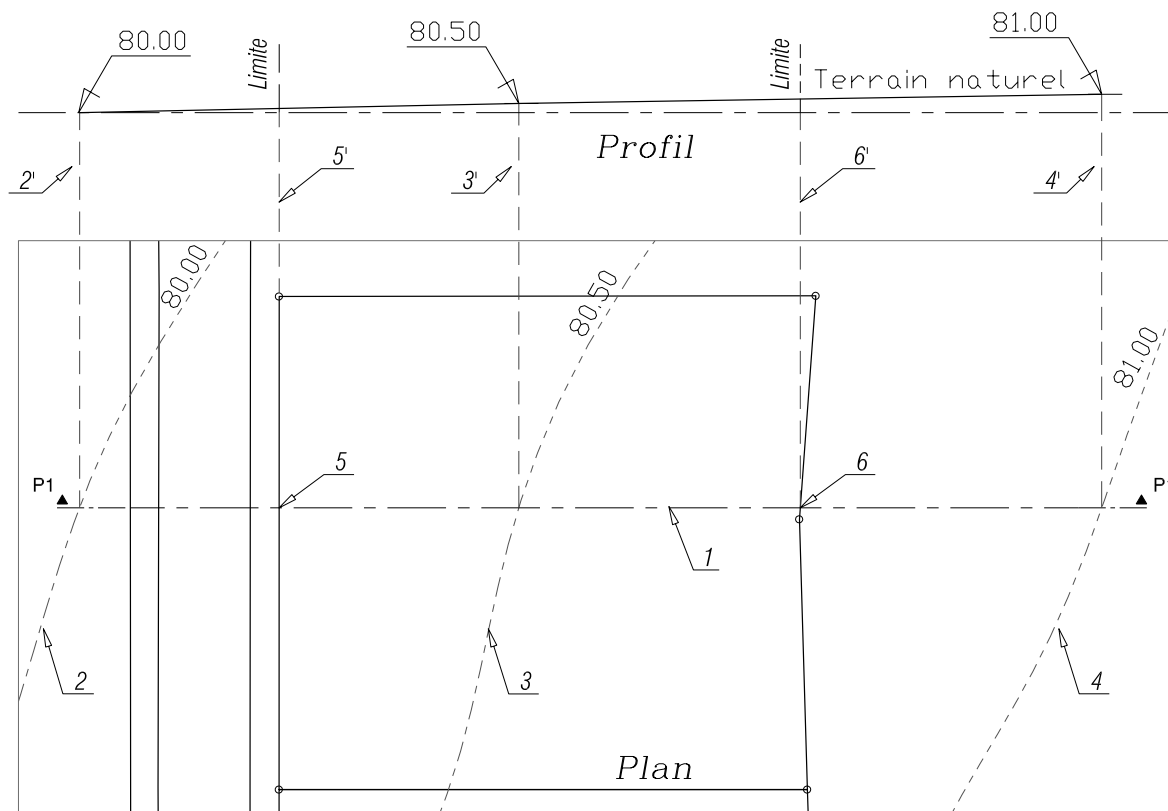 80.00
Limite
80.50
Limite
81.00
Terrain naturel
Profil
2'
5'
3'
6'
4'
80.00
80.50
81.00
P1
5
6
P1
1
2
3
4
Plan